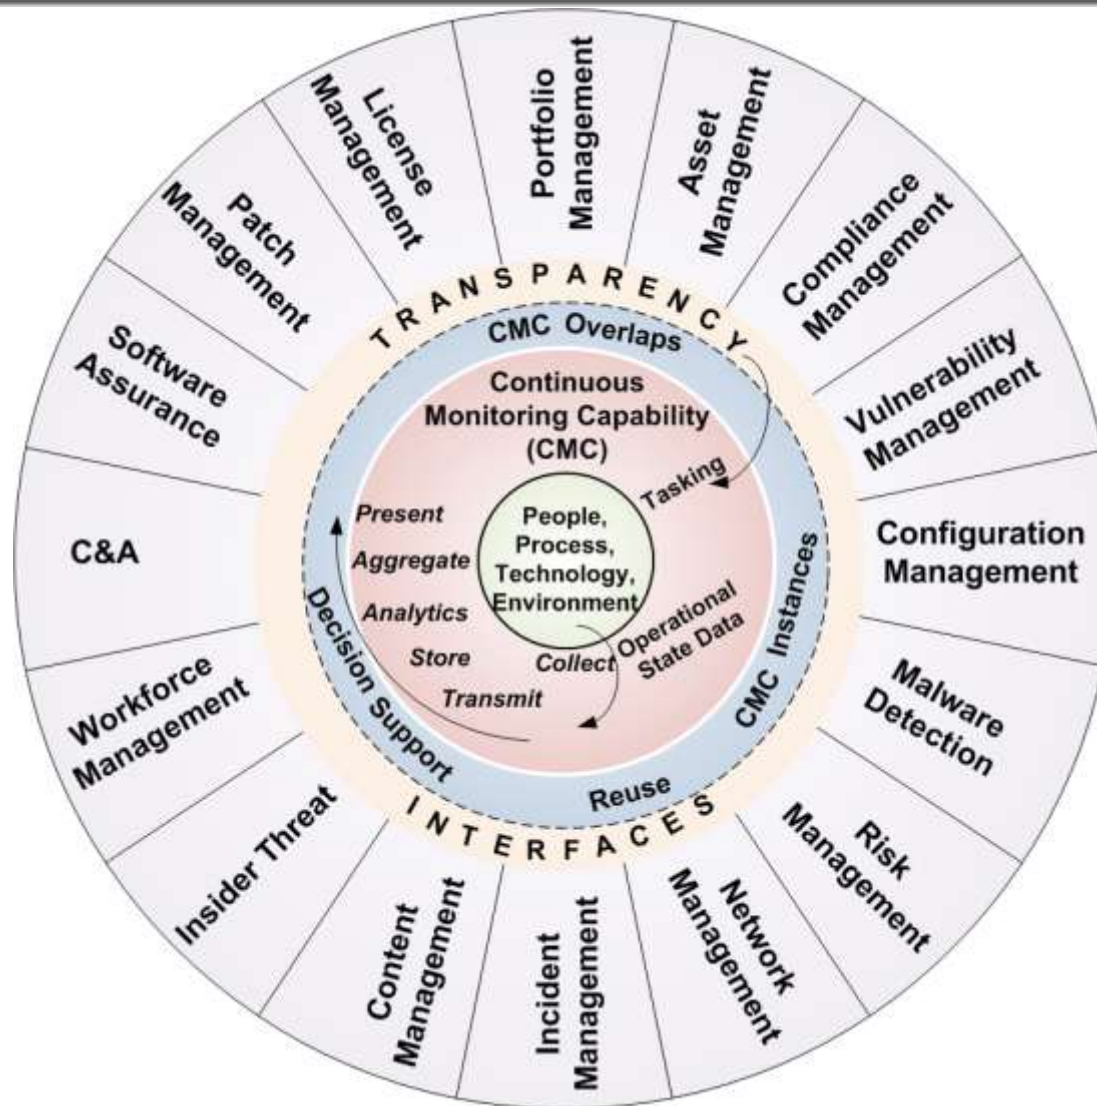 Portfolio
Management
Asset
Management
Compliance
Management
Vulnerability
Management
Configuration
Management
Malware
Detection
Risk
Management
Network
Management
Incident
Management
Content
Management
Insider Threat
Workforce
Management
C&A
Software
Assurance
Patch
Management
License
Management
TRANSPARENCY
INTERFACES
CMC Overlaps
CMC Instances
Reuse
Decision Support
Continuous
Monitoring Capability
(CMC)
Tasking
Operational
State Data
Collect
Transmit
Store
Analytics
Aggregate
Present
People,
Process,
Technology,
Environment